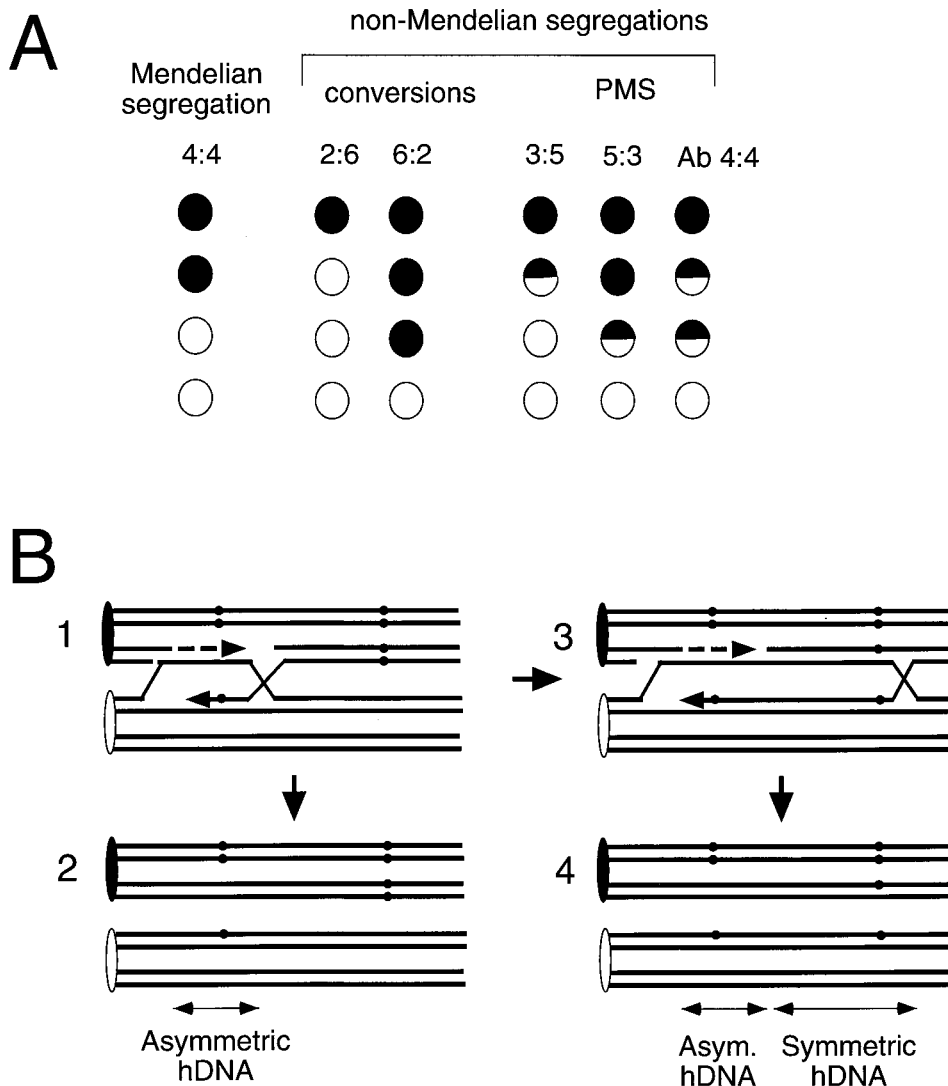 A
non-Mendelian segregations
Mendelian
segregation
conversions
PMS
4:4 2:6 6:2 3:5 5:3 Ab 4:4
B
1
3
2
4
Asymmetric
hDNA
Asym.
hDNA
Symmetric
hDNA